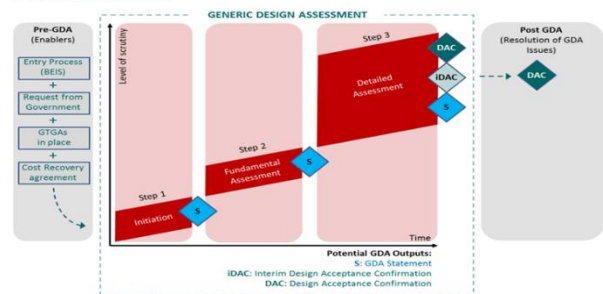 GENERIC DESIGN ASSESSMENT
Pre-GDA
(Enablers)
Entry Process
(BEIS)
+
Request from
Government
+
GTGAs
in place
+
Cost Recovery
agreement
Level of scrutiny
Step 1
Initiation
S
Step 2
Fundamental
Assessment
S
Step 3
Detailed
Assessment
DAC
iDAC
S
Time
Potential GDA Outputs:
S: GDA Statement
iDAC: Interim Design Acceptance Confirmation
DAC: Design Acceptance Confirmation
Post GDA
(Resolution of GDA
Issues)
DAC